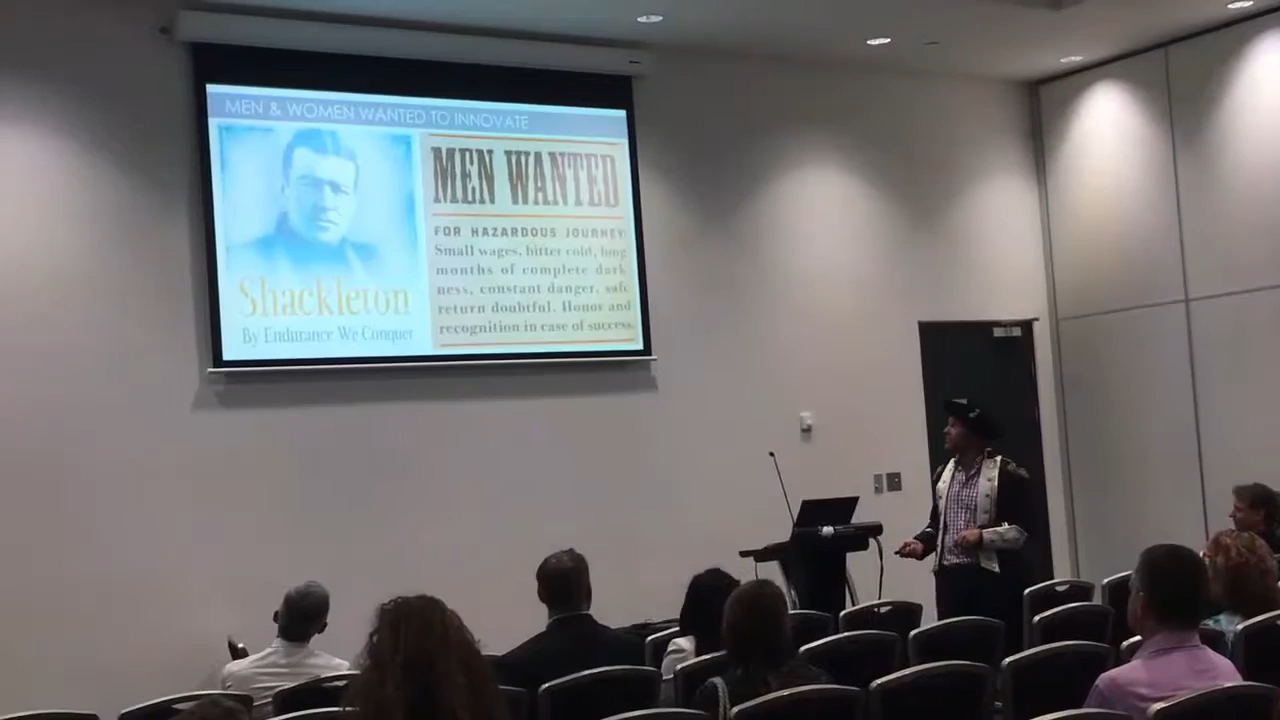 MEN & WOMEN WANTED TO INNOVATE
MEN WANTED
FOR HAZARDOUS JOURNEY
Small wages, bitter cold, long
months of complete dark
ness, constant danger, safe
return doubtful. Honor and
recognition in case of success.
Shackleton
By Endurance We Conquer